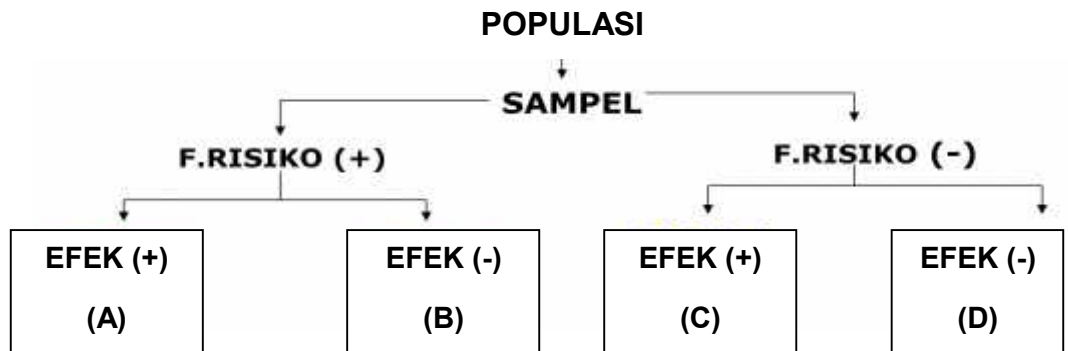 POPULASI
SAMPEL
F.RISIKO (+)
F.RISIKO (-)
EFEK (+)
(A)
EFEK (-)
(B)
EFEK (+)
(C)
EFEK (-)
(D)